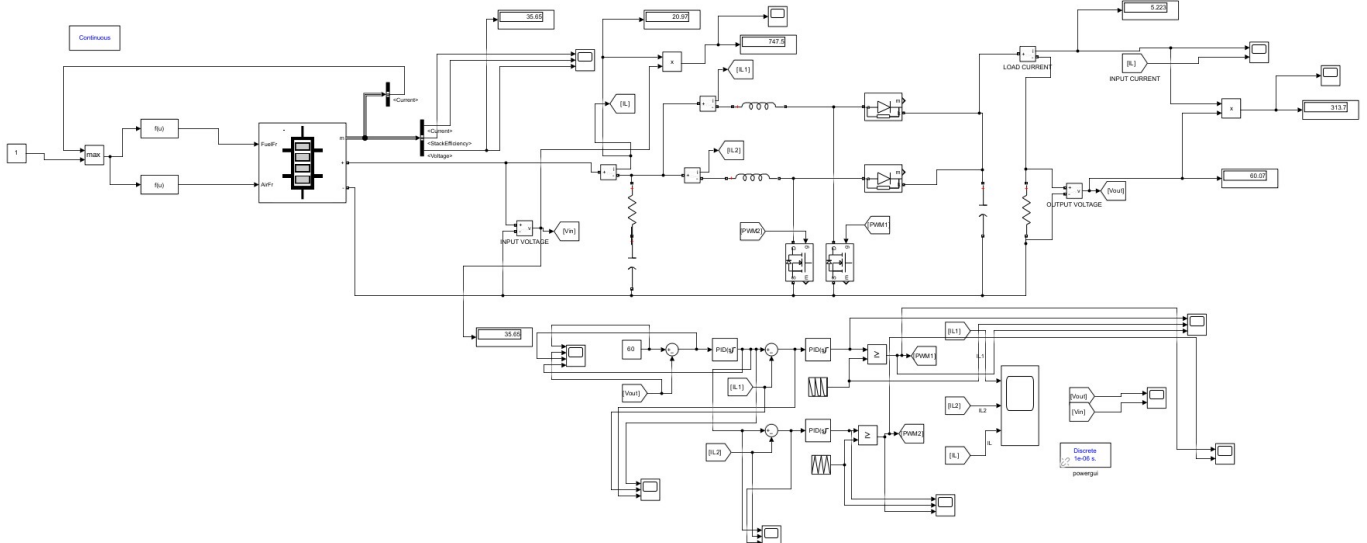 5.223
35.65
20.97
747.5
Continuous
LOAD CURRENT
[IL]
INPUT CURRENT
[IL1]
<Current>
[IL]
313.7
1
max
f(u)
f(u)
FuelFr
AirFr
m
+
-
<Current>
<StackEfficiency>
<Voltage>
[IL2]
60.07
[Vout]
OUTPUT VOLTAGE
[Vin]
INPUT VOLTAGE
[PWM2]
[PWM1]
35.65
60
[Vout]
[IL1]
≥
[PWM1]
[IL1]
IL1
[IL2]
IL2
[IL]
IL
[Vout]
[Vin]
[IL2]
≥
[PWM2]
Discrete
1e-06 s.
powergui